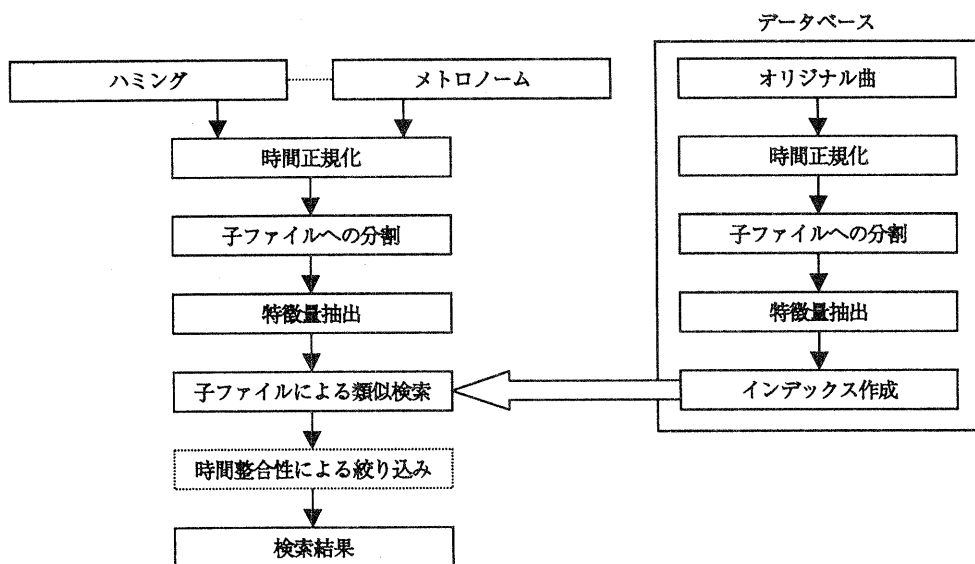 データベース
ハミング
メトロノーム
時間正規化
子ファイルへの分割
特徴量抽出
子ファイルによる類似検索
時間整合性による絞り込み
検索結果
オリジナル曲
時間正規化
子ファイルへの分割
特徴量抽出
インデックス作成